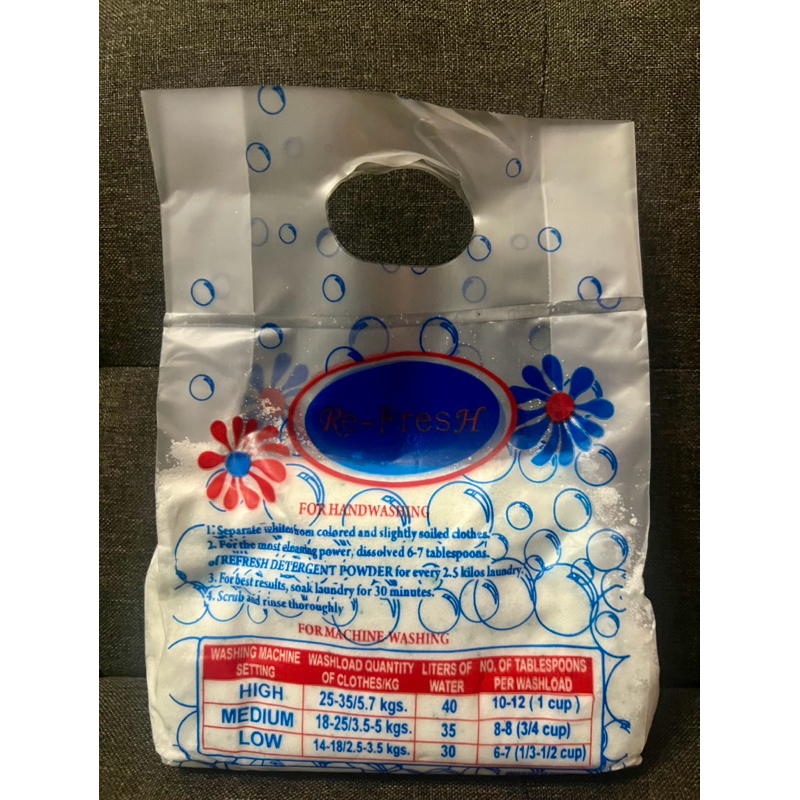 Re-FresH
FOR HANDWASHING
1. Separate whites from colored and slightly soiled clothes.
2. For the most cleaning power, dissolved 6-7 tablespoons.
of REFRESH DETERGENT POWDER for every 2.5 kilos laundry.
3. For best results, soak laundry for 30 minutes.
4. Scrub and rinse thoroughly
FOR MACHINE WASHING
WASHING MACHINE SETTING WASHLOAD QUANTITY OF CLOTHES/KG LITERS OF WATER NO. OF TABLESPOONS PER WASHLOAD
HIGH 25-35/5.7 kgs. 40 10-12 ( 1 cup )
MEDIUM 18-25/3.5-5 kgs. 35 8-8 (3/4 cup)
LOW 14-18/2.5-3.5 kgs. 30 6-7 (1/3-1/2 cup)